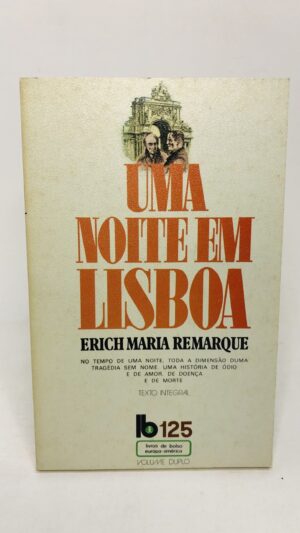 UMA
NOITE EM
LISBOA
ERICH MARIA REMARQUE
NO TEMPO DE UMA NOITE, TODA A DIMENSÃO DUMA
TRAGÉDIA SEM NOME. UMA HISTÓRIA DE ÓDIO
E DE AMOR, DE DOENÇA
E DE MORTE
TEXTO INTEGRAL
lb 125
livros de bolso
europa-américa
VOLUME DUPLO